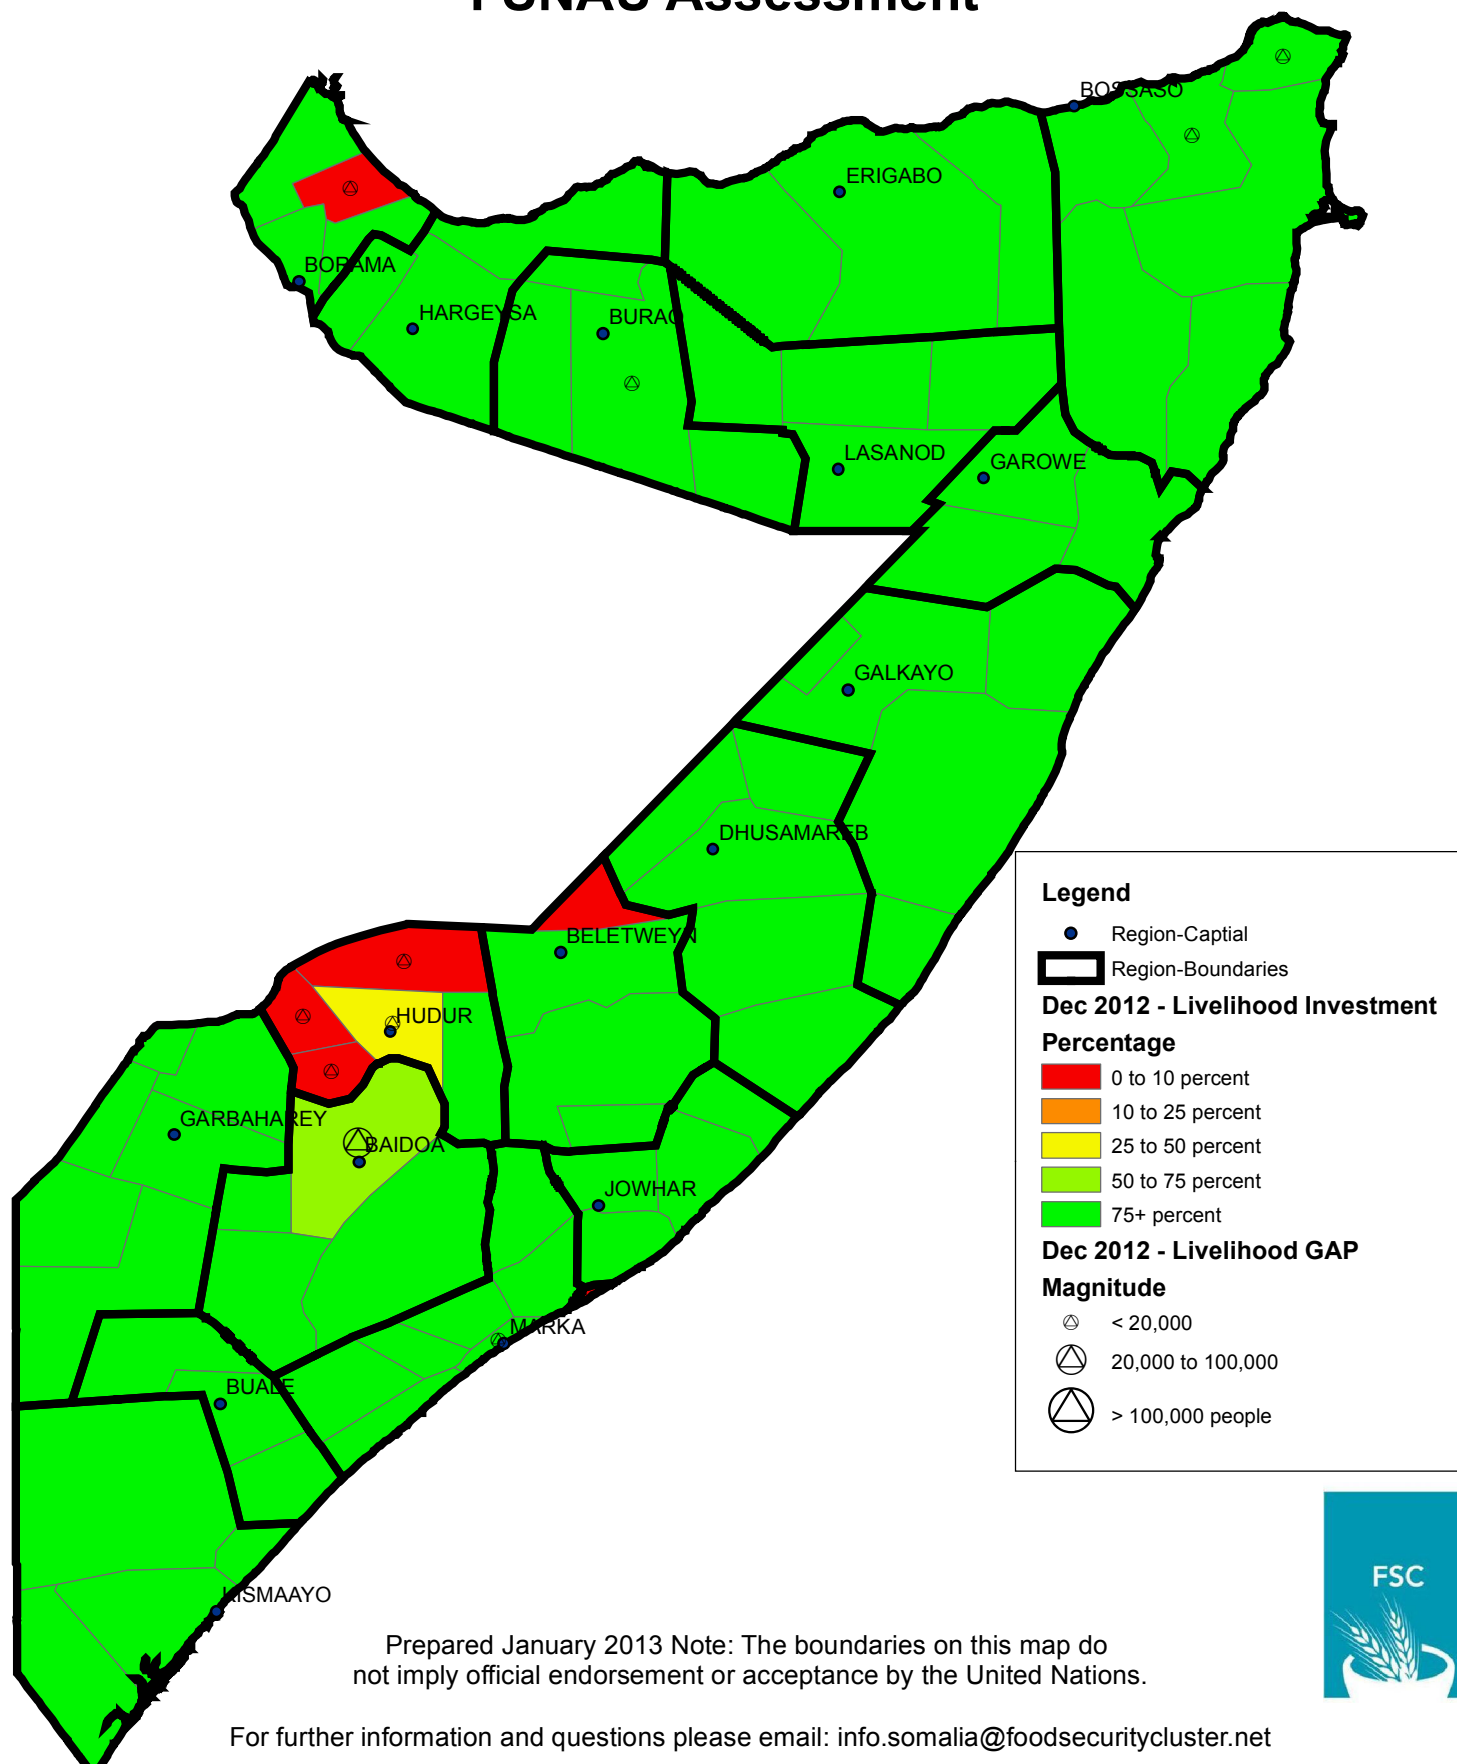 BOSSASO
ERIGABO
BORAMA
HARGEYSA
BURAO
LASANOD
GAROWE
GALKAYO
DHUSAMAREB
BELETWEYN
HUDUR
GARBAHAREY
BAIDOA
JOWHAR
MARKA
BUALE
KISMAAYO
Legend
Region-Captial
Region-Boundaries
Dec 2012 - Livelihood Investment
Percentage
0 to 10 percent
10 to 25 percent
25 to 50 percent
50 to 75 percent
75+ percent
Dec 2012 - Livelihood GAP
Magnitude
< 20,000
20,000 to 100,000
> 100,000 people
FSC
Prepared January 2013 Note: The boundaries on this map do
not imply official endorsement or acceptance by the United Nations.
For further information and questions please email: info.somalia@foodsecuritycluster.net